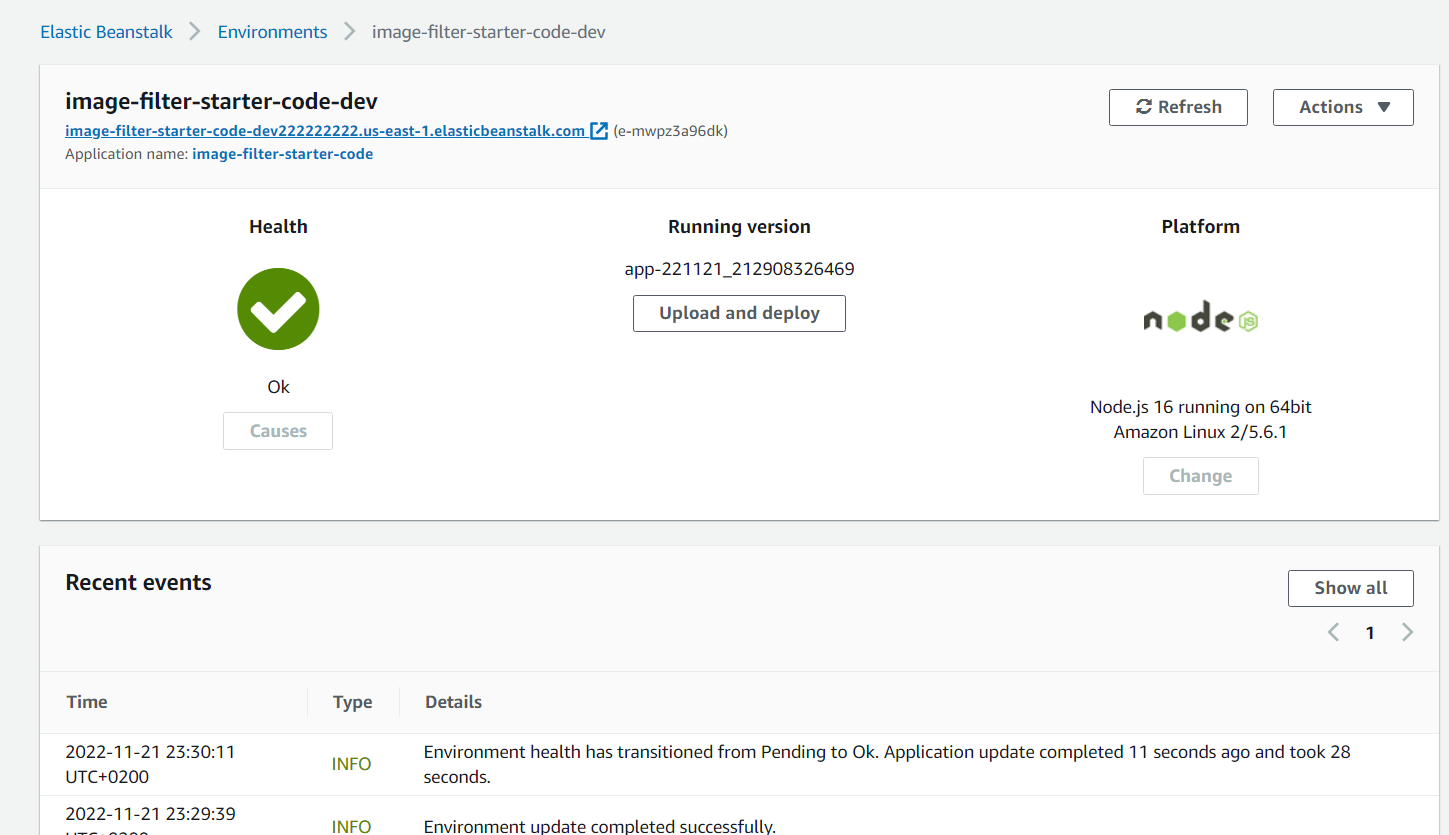 Elastic Beanstalk > Environments > image-filter-starter-code-dev
image-filter-starter-code-dev
Refresh
Actions
image-filter-starter-code-dev222222222.us-east-1.elasticbeanstalk.com (e-mwpz3a96dk)
Application name: image-filter-starter-code
Health
Running version
Platform
app-221121_212908326469
Upload and deploy
node JS
Ok
Causes
Node.js 16 running on 64bit
Amazon Linux 2/5.6.1
Change
Recent events
Show all
1
Time
Type
Details
2022-11-21 23:30:11
UTC+0200
INFO
Environment health has transitioned from Pending to Ok. Application update completed 11 seconds ago and took 28
seconds.
2022-11-21 23:29:39
UTC+0200
INFO
Environment update completed successfully.